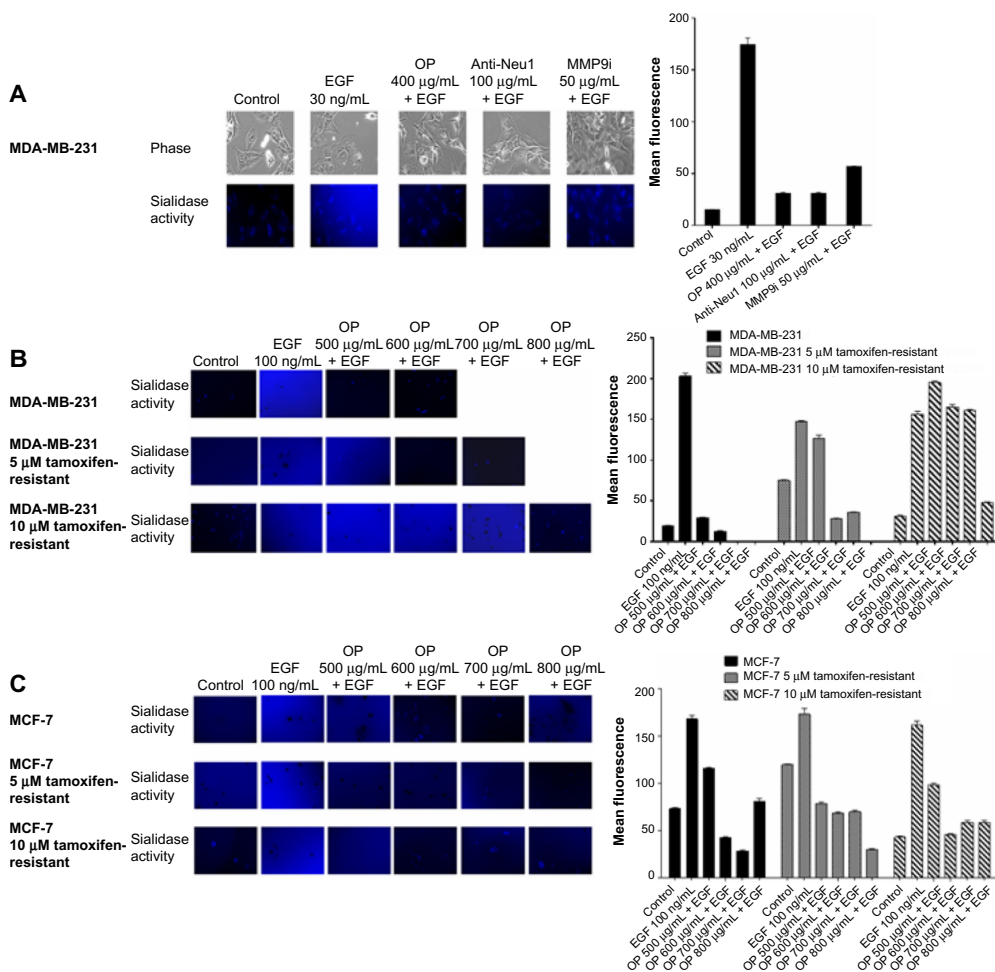 A
MDA-MB-231
Control
EGF
30 ng/mL
OP
400 µg/mL
+ EGF
Anti-Neu1
100 µg/mL
+ EGF
MMP9i
50 µg/mL
+ EGF
Phase
Sialidase
activity
Mean fluorescence
200
150
100
50
0
Control
EGF 30 ng/mL
OP 400 µg/mL + EGF
Anti-Neu1 100 µg/mL + EGF
MMP9i 50 µg/mL + EGF
B
Control
EGF
100 ng/mL
OP
500 µg/mL
+ EGF
OP
600 µg/mL
+ EGF
OP
700 µg/mL
+ EGF
OP
800 µg/mL
+ EGF
MDA-MB-231
Sialidase
activity
MDA-MB-231
5 µM tamoxifen-
resistant
Sialidase
activity
MDA-MB-231
10 µM tamoxifen-
resistant
Sialidase
activity
Mean fluorescence
250
200
150
100
50
0
MDA-MB-231
MDA-MB-231 5 µM tamoxifen-resistant
MDA-MB-231 10 µM tamoxifen-resistant
Control
EGF 100 ng/mL
OP 500 µg/mL + EGF
OP 600 µg/mL + EGF
OP 700 µg/mL + EGF
OP 800 µg/mL + EGF
Control
EGF 100 ng/mL
OP 500 µg/mL + EGF
OP 600 µg/mL + EGF
OP 700 µg/mL + EGF
OP 800 µg/mL + EGF
Control
EGF 100 ng/mL
OP 500 µg/mL + EGF
OP 600 µg/mL + EGF
OP 700 µg/mL + EGF
OP 800 µg/mL + EGF
C
Control
EGF
100 ng/mL
OP
500 µg/mL
+ EGF
OP
600 µg/mL
+ EGF
OP
700 µg/mL
+ EGF
OP
800 µg/mL
+ EGF
MCF-7
Sialidase
activity
MCF-7
5 µM tamoxifen-
resistant
Sialidase
activity
MCF-7
10 µM tamoxifen-
resistant
Sialidase
activity
Mean fluorescence
200
150
100
50
0
MCF-7
MCF-7 5 µM tamoxifen-resistant
MCF-7 10 µM tamoxifen-resistant
Control
EGF 100 ng/mL
OP 500 µg/mL + EGF
OP 600 µg/mL + EGF
OP 700 µg/mL + EGF
OP 800 µg/mL + EGF
Control
EGF 100 ng/mL
OP 500 µg/mL + EGF
OP 600 µg/mL + EGF
OP 700 µg/mL + EGF
OP 800 µg/mL + EGF
Control
EGF 100 ng/mL
OP 500 µg/mL + EGF
OP 600 µg/mL + EGF
OP 700 µg/mL + EGF
OP 800 µg/mL + EGF